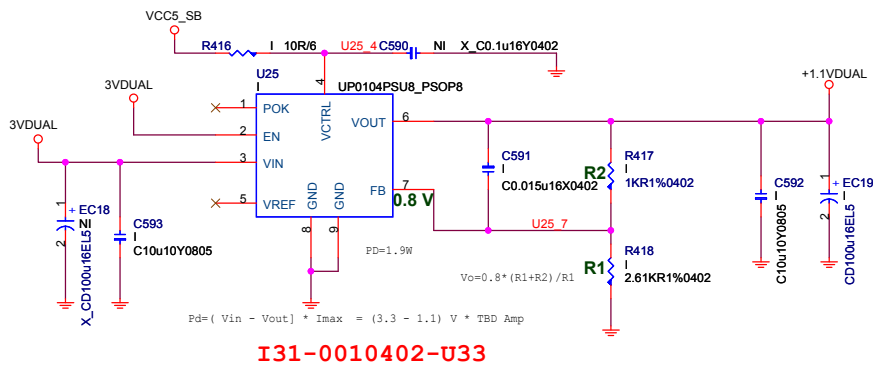 VCC5_SB
R416 I 10R/6 U25_4 C590 NI X_C0.1u16Y0402
U25
I
UP0104PSU8_PSOP8
+1.1VDUAL
3VDUAL
3VDUAL
4
VCTRL
1 POK
2 EN
3 VIN
5 VREF
VOUT 6
FB 7
0.8 V
GND
GND
8
9
C591
I
C0.015u16X0402
R2
R417
I
1KR1%0402
U25_7
R1
R418
I
2.61KR1%0402
C592
I
C10u10Y0805
1
+ EC19
I
2
CD100u16EL5
1
+ EC18
NI
2
X_CD100u16EL5
C593
I
C10u10Y0805
PD=1.9W
Vo=0.8*(R1+R2)/R1
Pd=( Vin - Vout] * Imax = (3.3 - 1.1) V * TBD Amp
I31-0010402-U33